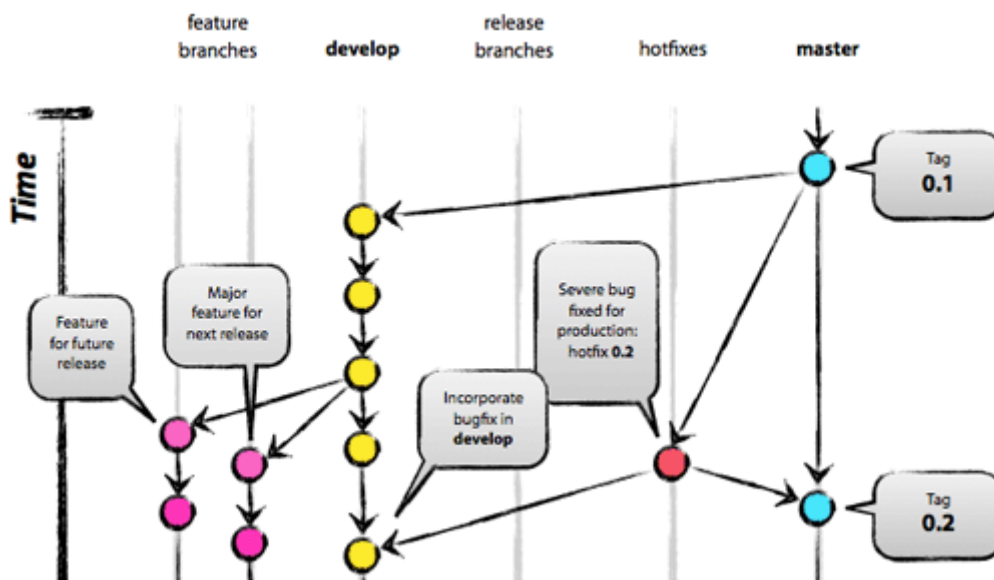 feature
branches
develop
release
branches
hotfixes
master
Time
Tag
0.1
Severe bug
fixed for
production:
hotfix 0.2
Major
feature for
next release
Feature
for future
release
Incorporate
bugfix in
develop
Tag
0.2